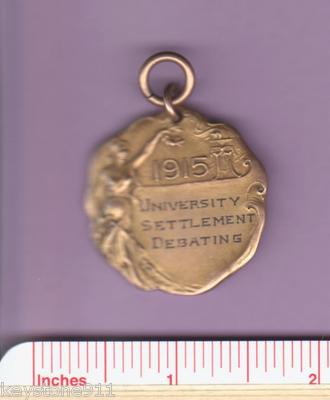 1915
UNIVERSITY
SETTLEMENT
DEBATING
Inches 1 2
keystone911